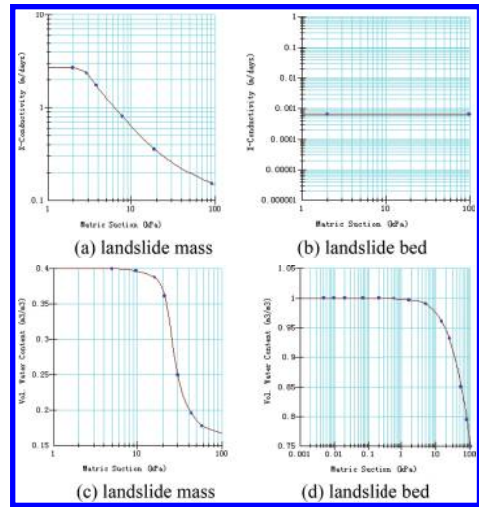 10
1
0.1
X-Conductivity (m/days)
1 10 100
Matric Suction (kPa)
(a) landslide mass
1
0.1
0.01
0.001
0.0001
0.00001
0.000001
X-Conductivity (m/days)
1 10 100
Matric Suction (kPa)
(b) landslide bed
0.4
0.35
0.3
0.25
0.2
0.15
Vol. Water Content (m3/m3)
1 10 100
Matric Suction (kPa)
(c) landslide mass
1.05
1
0.95
0.9
0.85
0.8
0.75
Vol. Water Content (m3/m3)
0.001 0.01 0.1 1 10 100
Matric Suction (kPa)
(d) landslide bed